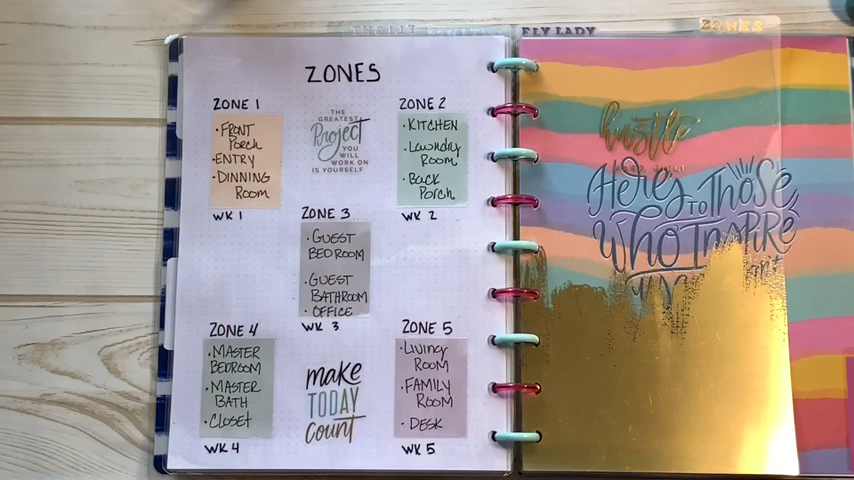 ZONES
FLY LADY
ZONES
ZONE 1
• FRONT
PORCH
• ENTRY
• DINNING
ROOM
WK 1
THE
GREATEST
Project
YOU
WILL
WORK ON
IS YOURSELF
ZONE 2
• KITCHEN
• LAUNDRY
ROOM
• BACK
PORCH
WK 2
ZONE 3
• GUEST
BEDROOM
• GUEST
BATHROOM
• OFFICE
WK 3
ZONE 4
• MASTER
BEDROOM
• MASTER
BATH
• CLOSET
WK 4
make
TODAY
count
ZONE 5
• LIVING
ROOM
• FAMILY
ROOM
• DESK
WK 5
hustle
Here's
TO THOSE
WHO INSPIRE